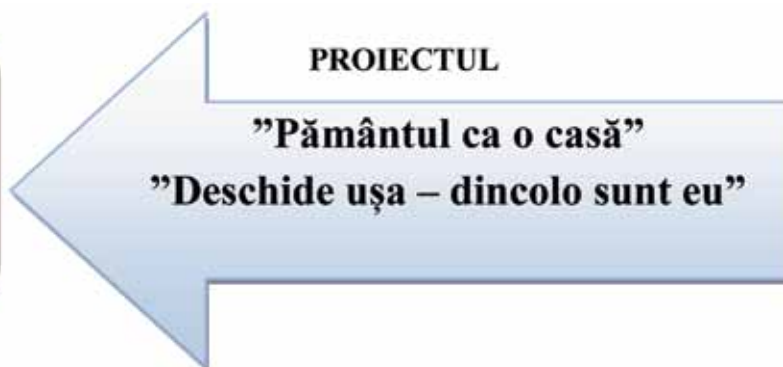 PROIECTUL
”Pământul ca o casă”
”Deschide ușa – dincolo sunt eu”